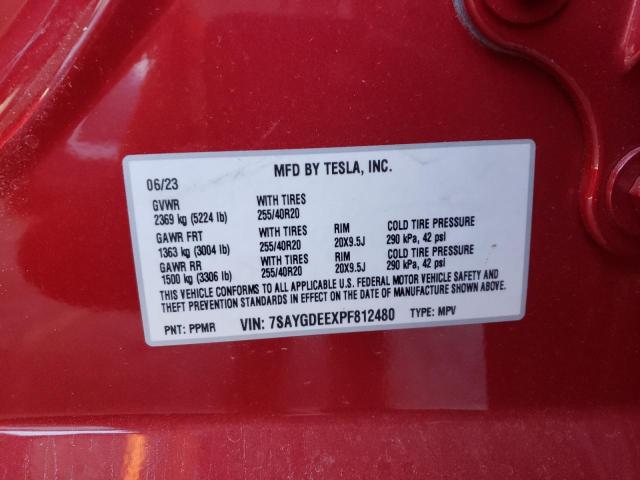 MFD BY TESLA, INC.
06/23
GVWR WITH TIRES
2369 kg (5224 lb) 255/40R20
GAWR FRT WITH TIRES RIM COLD TIRE PRESSURE
1363 kg (3004 lb) 255/40R20 20X9.5J 290 kPa, 42 psi
GAWR RR WITH TIRES RIM COLD TIRE PRESSURE
1500 kg (3306 lb) 255/40R20 20X9.5J 290 kPa, 42 psi
THIS VEHICLE CONFORMS TO ALL APPLICABLE U.S. FEDERAL MOTOR VEHICLE SAFETY AND
THEFT PREVENTION STANDARDS IN EFFECT ON THE DATE OF MANUFACTURE SHOWN ABOVE.
PNT: PPMR VIN: 7SAYGDEEXPF812480 TYPE: MPV